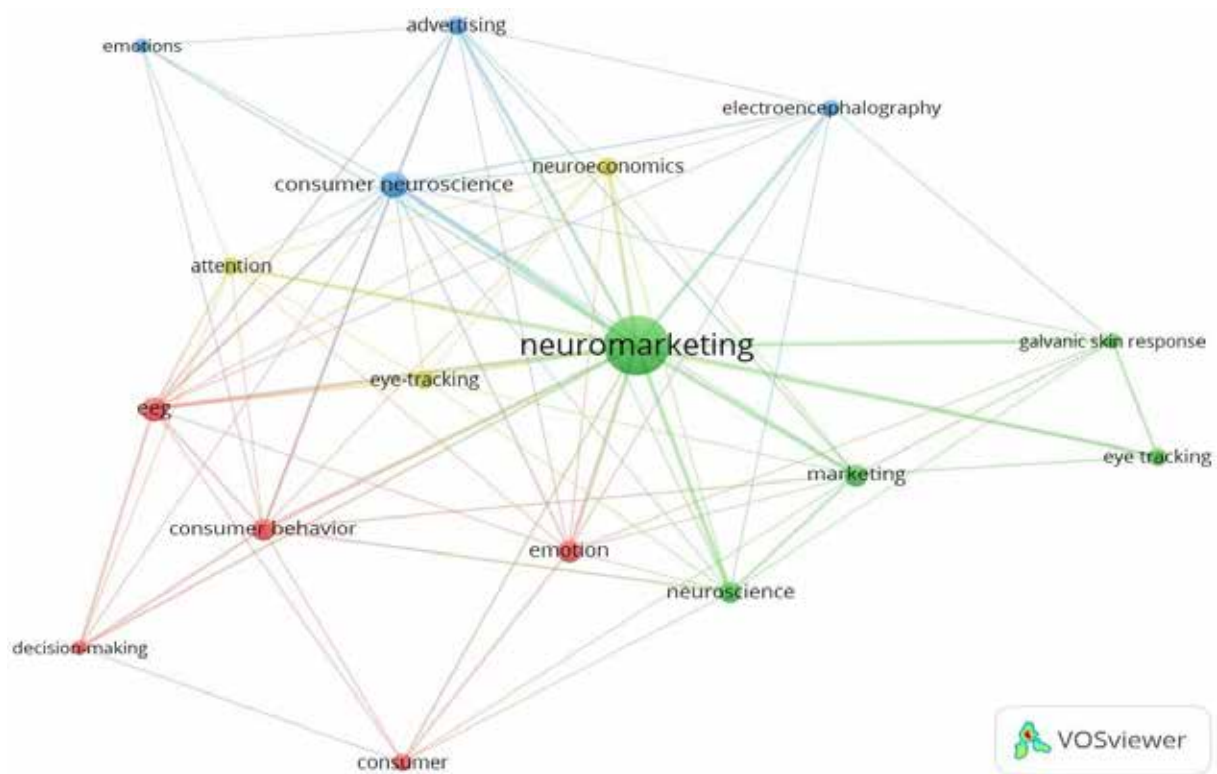 advertising
emotions
electroencephalography
neuroeconomics
consumer neuroscience
attention
neuromarketing
galvanic skin response
eye-tracking
eeg
eye tracking
marketing
consumer behavior
emotion
neuroscience
decision-making
consumer
VOSviewer